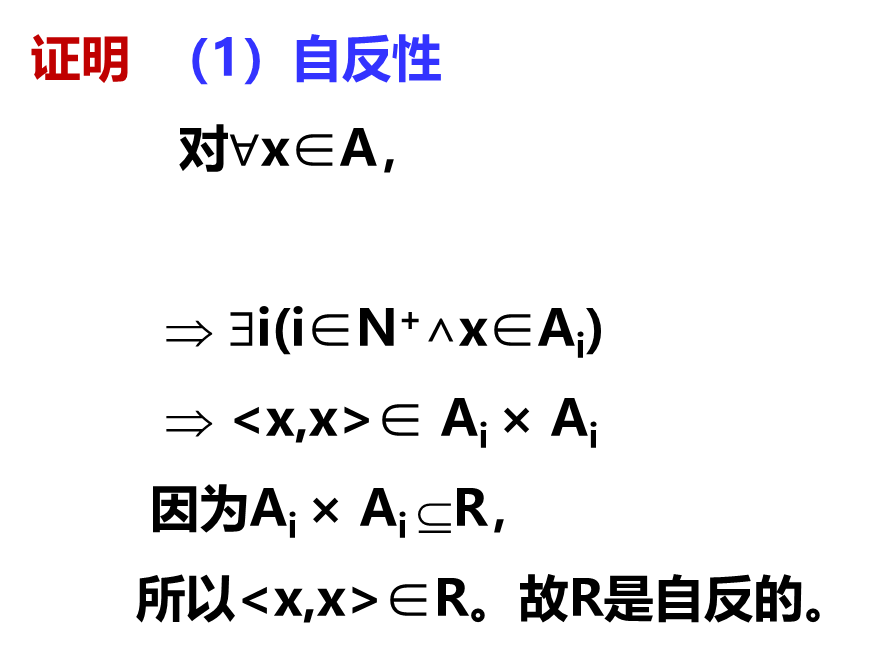 证明 （1）自反性
对∀x∈A，
⇒ ∃i(i∈N⁺∧x∈Aᵢ)
⇒ <x,x>∈ Aᵢ × Aᵢ
因为Aᵢ × Aᵢ ⊆R，
所以<x,x>∈R。故R是自反的。